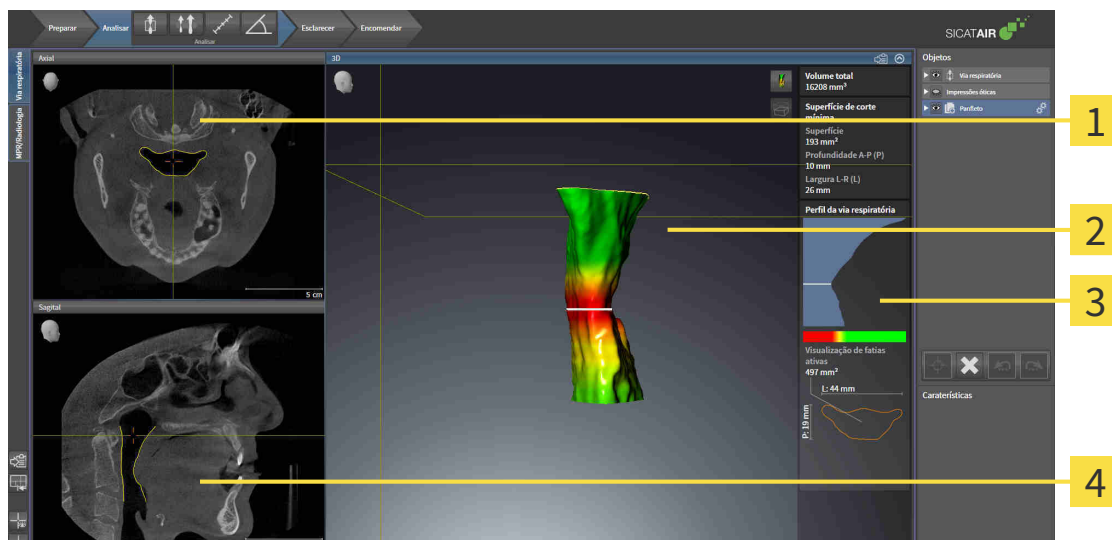 Preparar
Analisar
Analisar
Esclarecer
Encomendar
SICATAIR
Via respiratória
MPR/Radiologia
Axial
5 cm
Sagital
3D
Volume total
16208 mm³
Superfície de corte
mínima
Superfície
193 mm²
Profundidade A-P (P)
10 mm
Largura L-R (L)
26 mm
Perfil da via respiratória
Visualização de fatias
ativas
497 mm²
L: 44 mm
P: 19 mm
Objetos
Via respiratória
Impressões óticas
Panfleto
Caraterísticas
1
2
3
4